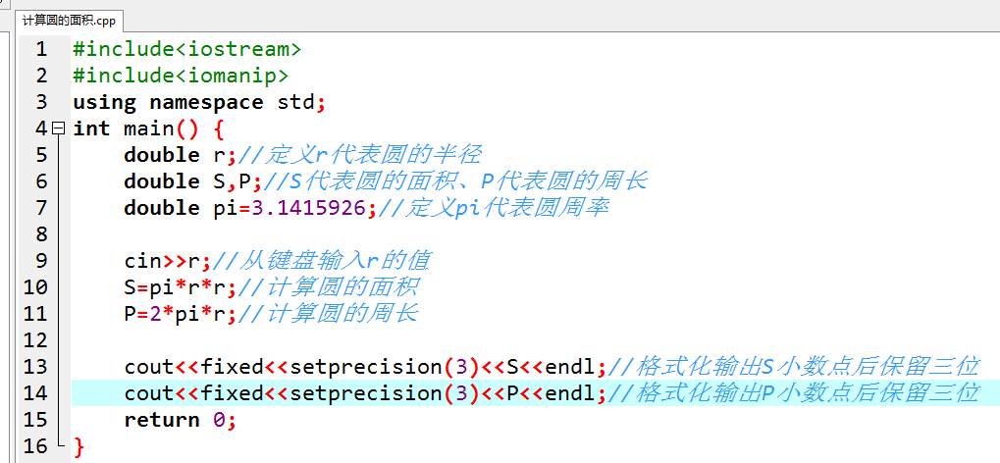 计算圆的面积.cpp
1 #include<iostream>
2 #include<iomanip>
3 using namespace std;
4 int main() {
5 double r;//定义r代表圆的半径
6 double S,P;//S代表圆的面积、P代表圆的周长
7 double pi=3.1415926;//定义pi代表圆周率
8
9 cin>>r;//从键盘输入r的值
10 S=pi*r*r;//计算圆的面积
11 P=2*pi*r;//计算圆的周长
12
13 cout<<fixed<<setprecision(3)<<S<<endl;//格式化输出S小数点后保留三位
14 cout<<fixed<<setprecision(3)<<P<<endl;//格式化输出P小数点后保留三位
15 return 0;
16 }